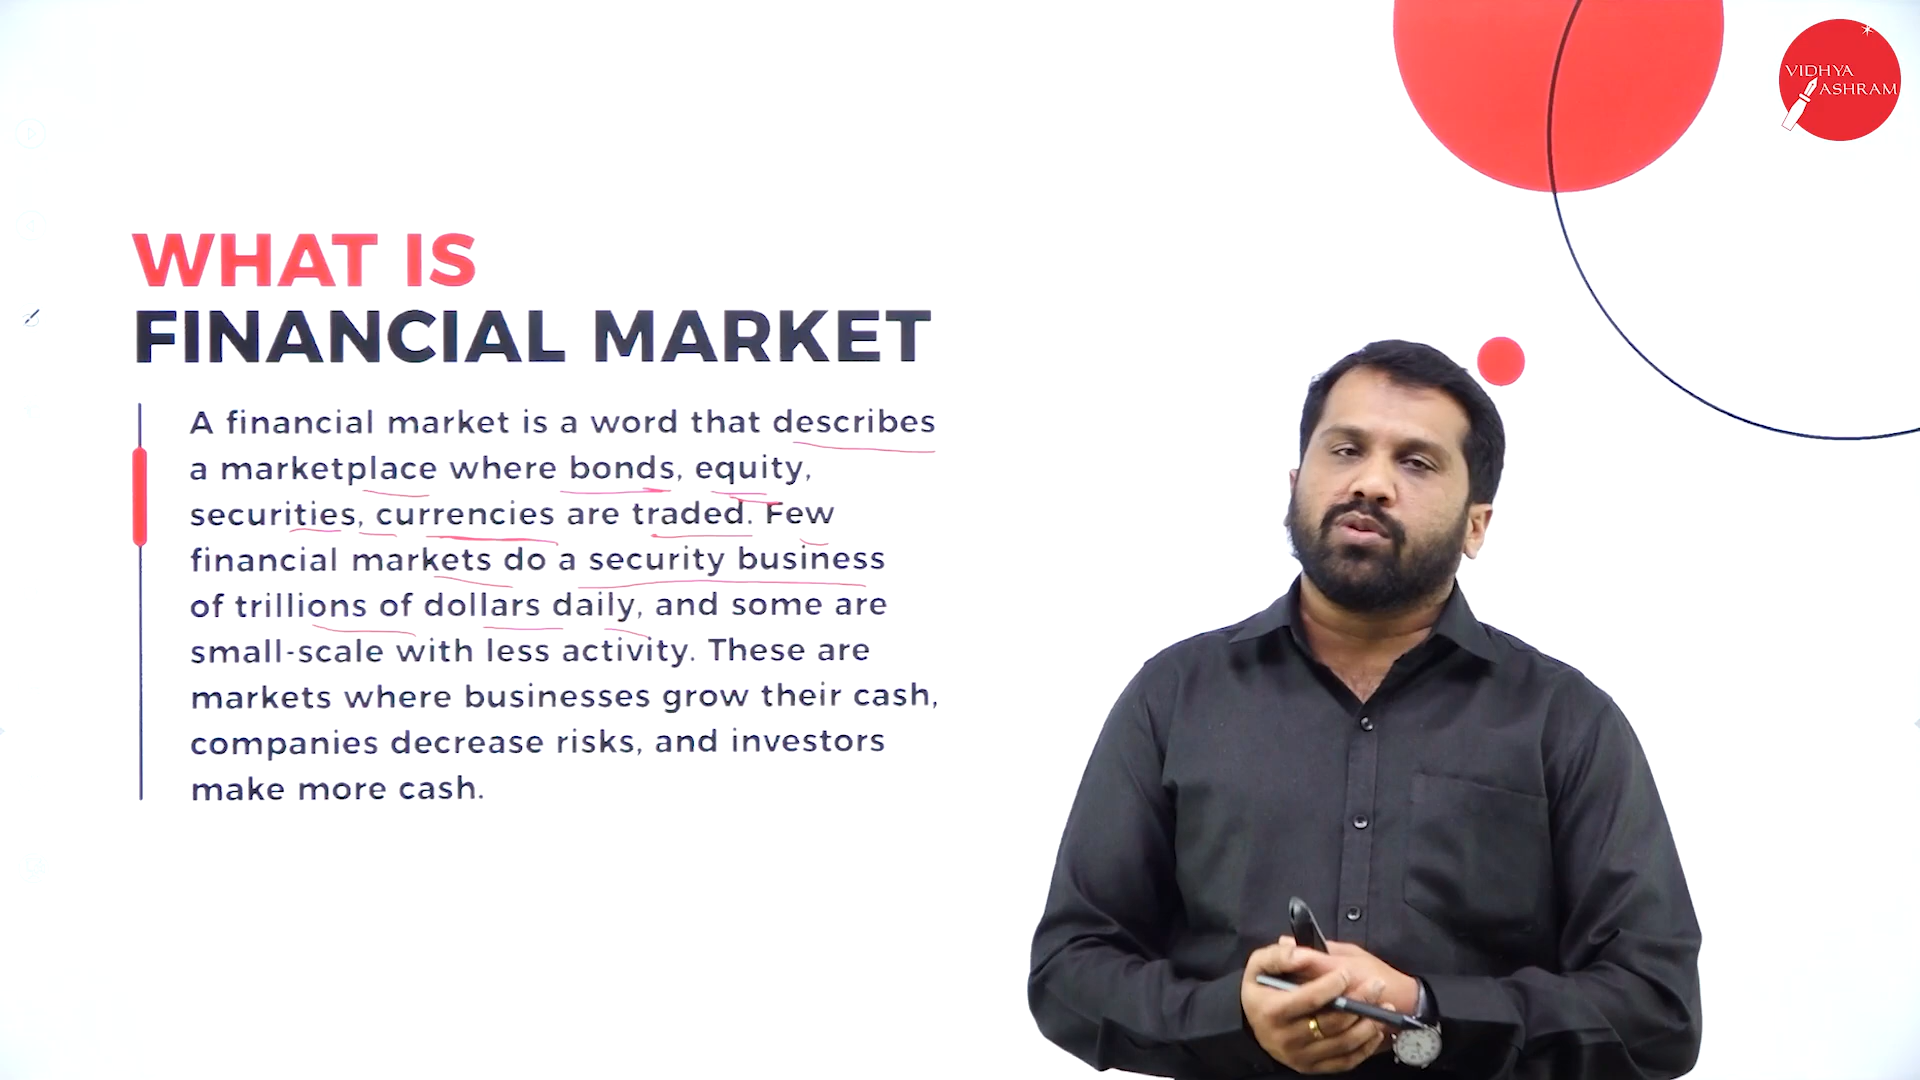 VIDHYA
ASHRAM
WHAT IS
FINANCIAL MARKET
A financial market is a word that describes
a marketplace where bonds, equity,
securities, currencies are traded. Few
financial markets do a security business
of trillions of dollars daily, and some are
small-scale with less activity. These are
markets where businesses grow their cash,
companies decrease risks, and investors
make more cash.